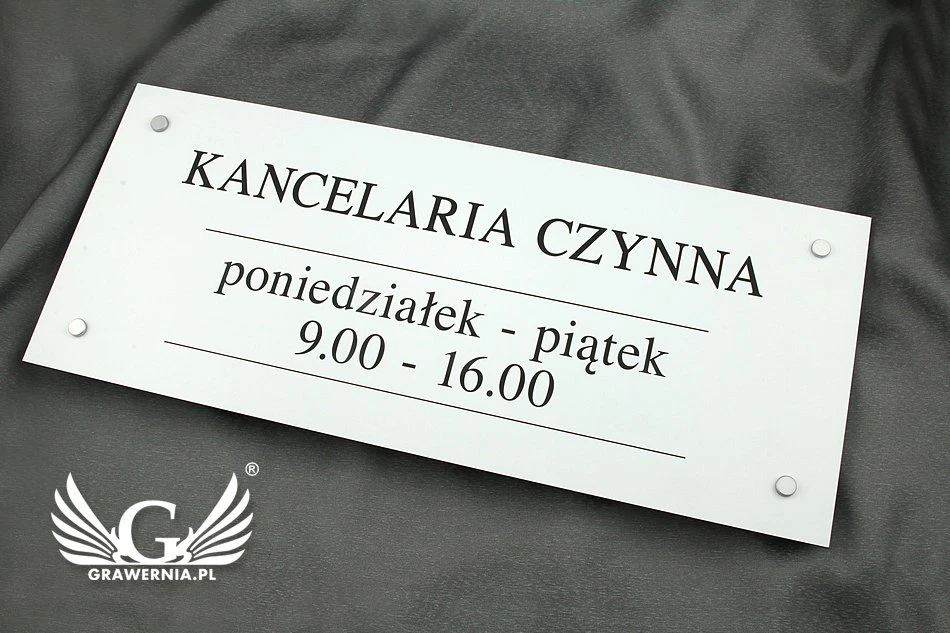 KANCELARIA CZYNNA
poniedziałek - piątek
9.00 - 16.00
G
®
GRAWERNIA.PL